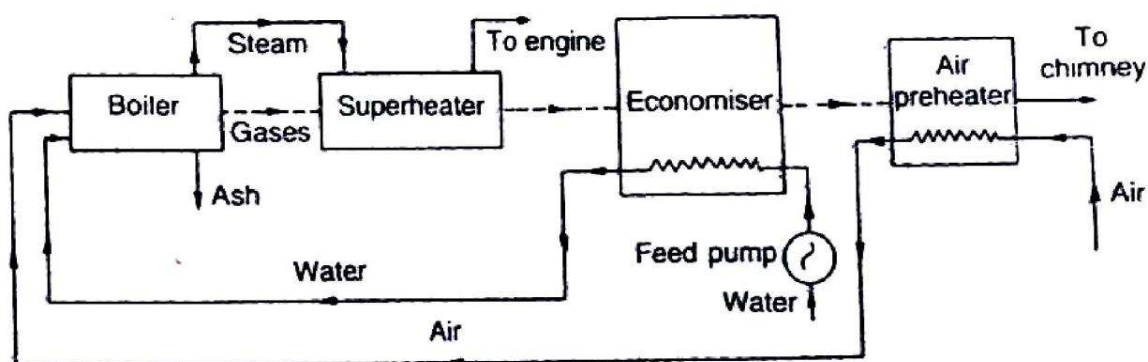 Steam
To engine
To
chimney
Boiler
Gases
Superheater
Economiser
Air
preheater
Ash
Air
Feed pump
Water
Water
Air